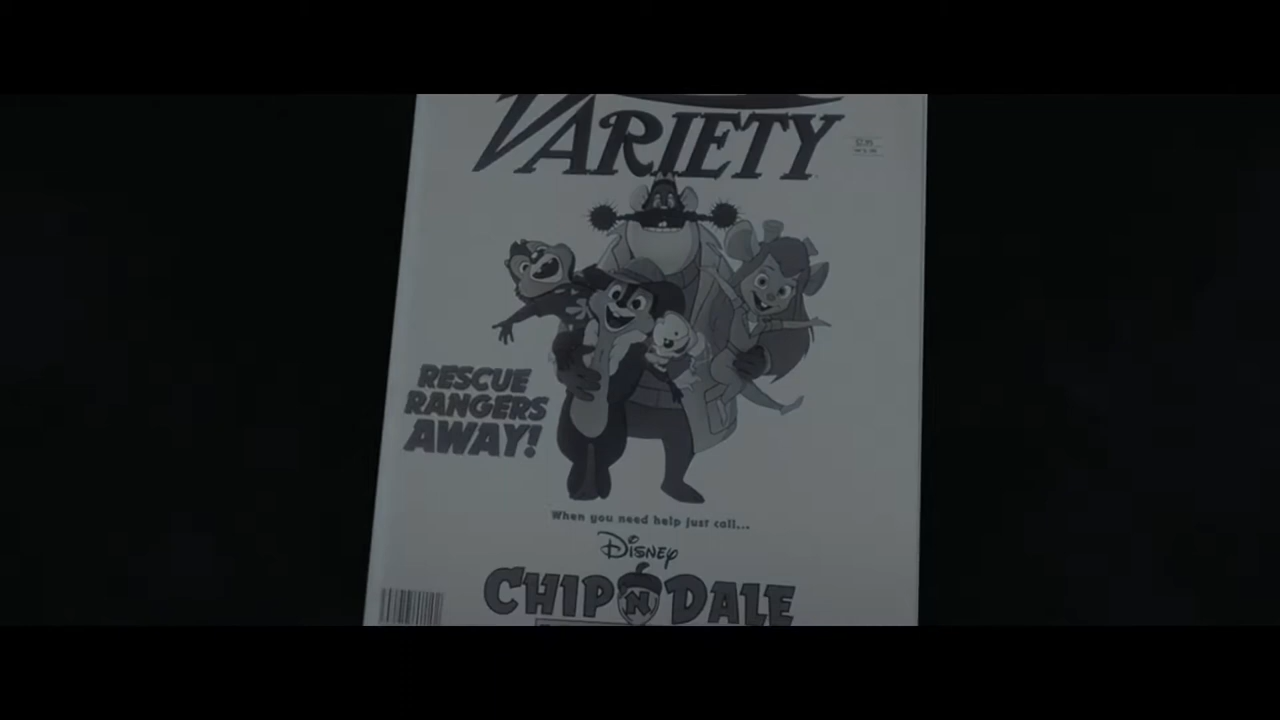 VARIETY
RESCUE
RANGERS
AWAY!
When you need help just call...
DISNEY
CHIP N DALE